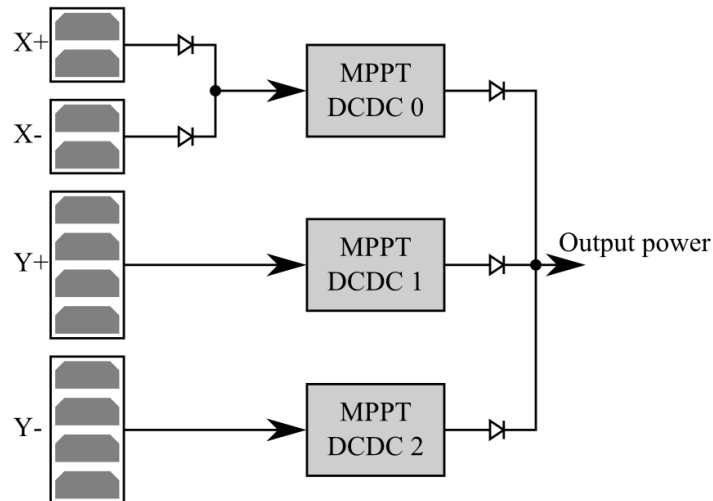 X+
X-
MPPT
DCDC 0
Y+
MPPT
DCDC 1
Output power
Y-
MPPT
DCDC 2